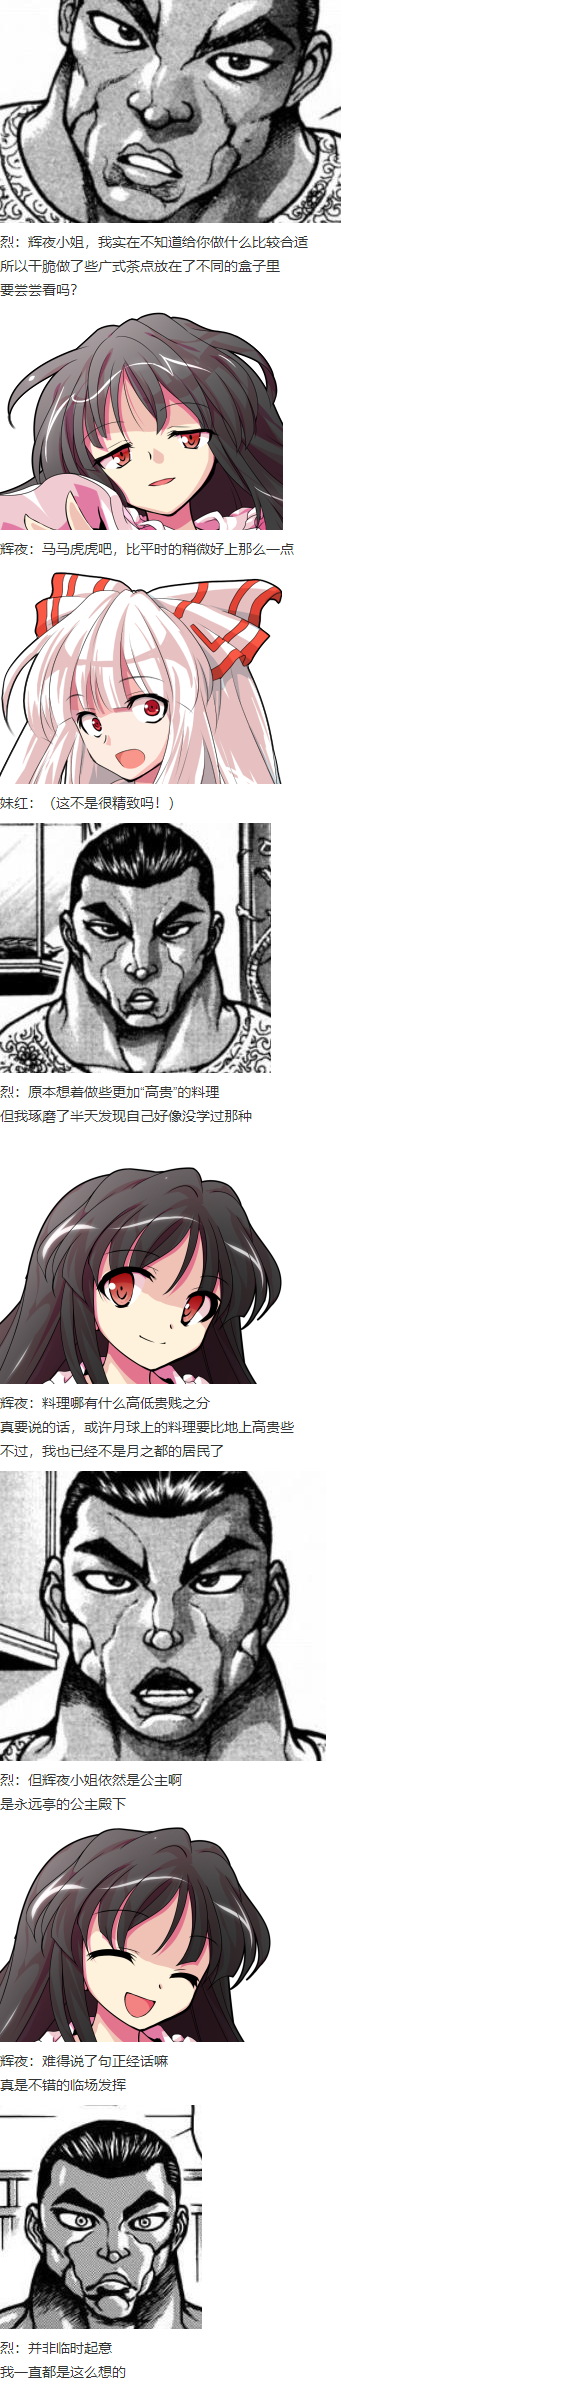 烈：辉夜小姐，我实在不知道给你做什么比较合适
所以干脆做了些广式茶点放在了不同的盒子里
要尝尝看吗？
辉夜：马马虎虎吧，比平时的稍微好上那么一点
妹红：（这不是很精致吗！）
烈：原本想着做些更加“高贵”的料理
但我琢磨了半天发现自己好像没学过那种
辉夜：料理哪有什么高低贵贱之分
真要说的话，或许月球上的料理要比地上高贵些
不过，我也已经不是月之都的居民了
烈：但辉夜小姐依然是公主啊
是永远亭的公主殿下
辉夜：难得说了句正经话嘛
真是不错的临场发挥
烈：并非临时起意
我一直都是这么想的